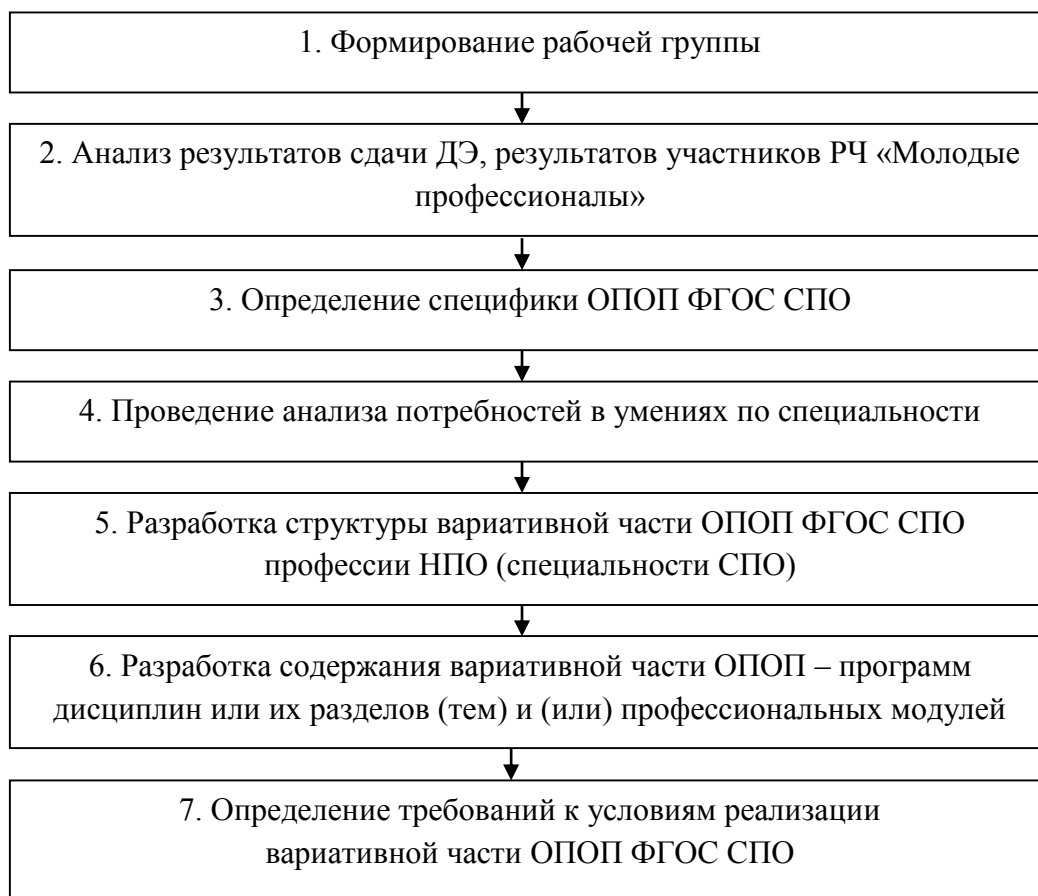 1. Формирование рабочей группы
2. Анализ результатов сдачи ДЭ, результатов участников РЧ «Молодые
профессионалы»
3. Определение специфики ОПОП ФГОС СПО
4. Проведение анализа потребностей в умениях по специальности
5. Разработка структуры вариативной части ОПОП ФГОС СПО
профессии НПО (специальности СПО)
6. Разработка содержания вариативной части ОПОП – программ
дисциплин или их разделов (тем) и (или) профессиональных модулей
7. Определение требований к условиям реализации
вариативной части ОПОП ФГОС СПО